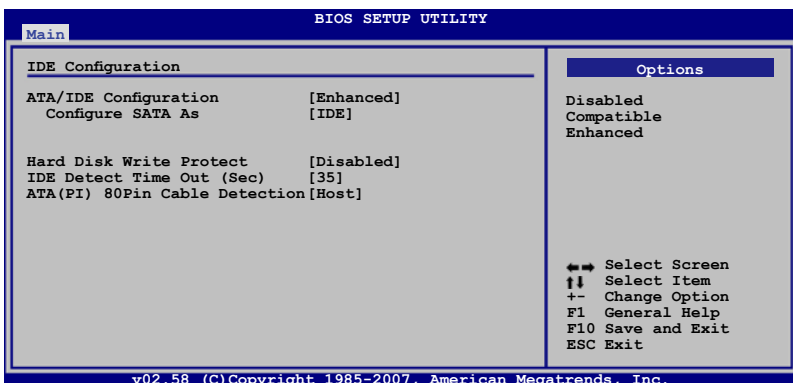 BIOS SETUP UTILITY
Main
IDE Configuration
ATA/IDE Configuration [Enhanced]
Configure SATA As [IDE]
Hard Disk Write Protect [Disabled]
IDE Detect Time Out (Sec) [35]
ATA(PI) 80Pin Cable Detection[Host]
Options
Disabled
Compatible
Enhanced
Select Screen
Select Item
+- Change Option
F1 General Help
F10 Save and Exit
ESC Exit
v02.58 (C)Copyright 1985-2007, American Megatrends, Inc.